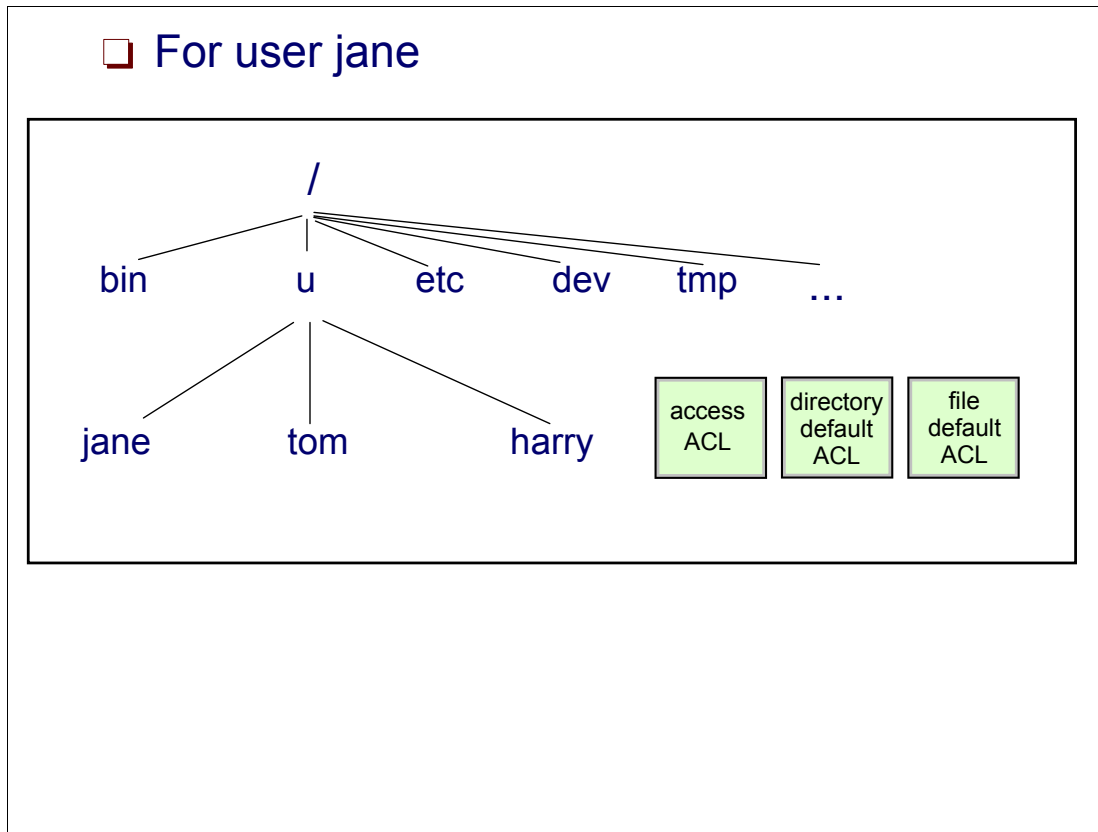 For user jane
/
bin u etc dev tmp ...
jane tom harry
access
ACL
directory
default
ACL
file
default
ACL